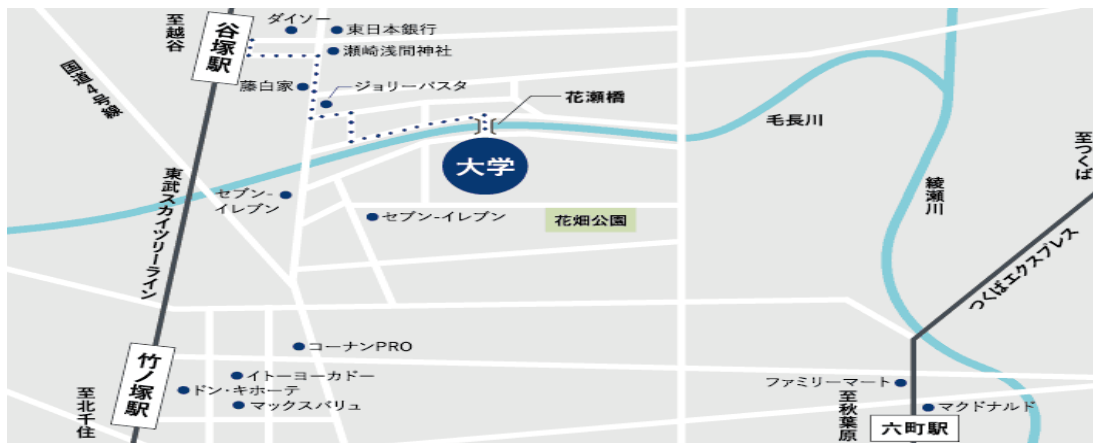 至越谷
谷塚駅
ダイソー
東日本銀行
瀬崎浅間神社
国道4号線
藤白家
ジョリーパスタ
花瀬橋
毛長川
至つくば
大学
綾瀬川
東武スカイツリーライン
セブン-
イレブン
セブン-イレブン
花畑公園
つくばエクスプレス
コーナンPRO
竹ノ塚駅
イトーヨーカドー
ドン・キホーテ
マックスバリュ
至北千住
ファミリーマート
至秋葉原
マクドナルド
六町駅